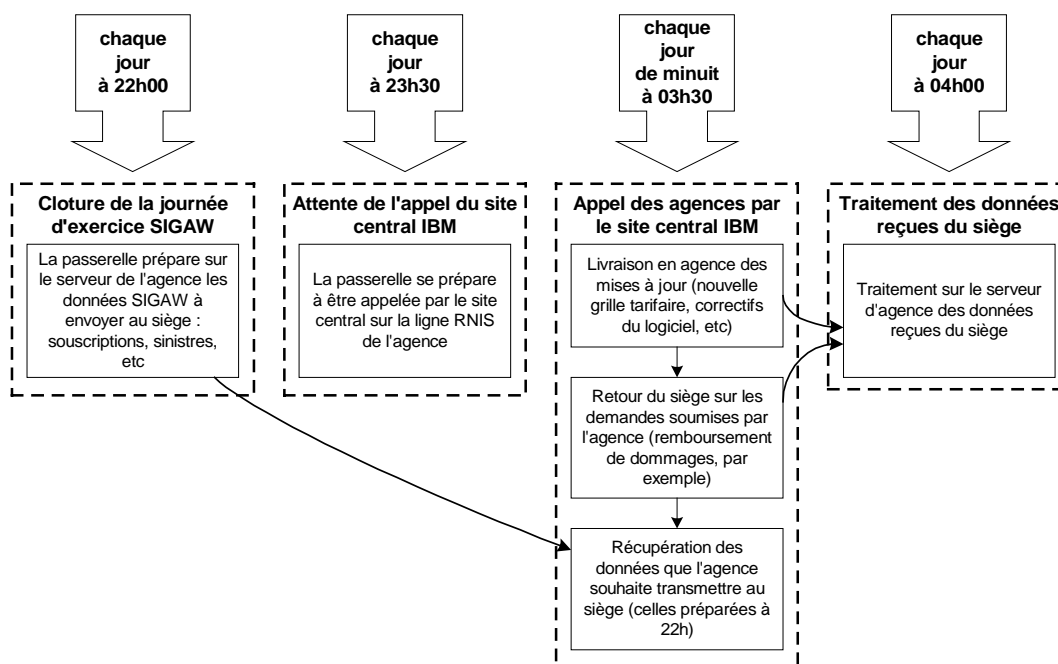 chaque
jour
à 22h00
chaque
jour
à 23h30
chaque
jour
de minuit
à 03h30
chaque
jour
à 04h00
Cloture de la journée
d'exercice SIGAW
La passerelle prépare sur
le serveur de l'agence les
données SIGAW à
envoyer au siège :
souscriptions, sinistres,
etc
Attente de l'appel du site
central IBM
La passerelle se prépare
à être appelée par le site
central sur la ligne RNIS
de l'agence
Appel des agences par
le site central IBM
Livraison en agence des
mises à jour (nouvelle
grille tarifaire, correctifs
du logiciel, etc)
Retour du siège sur les
demandes soumises par
l'agence (remboursement
de dommages, par
exemple)
Récupération des
données que l'agence
souhaite transmettre au
siège (celles préparées à
22h)
Traitement des données
reçues du siège
Traitement sur le serveur
d'agence des données
reçues du siège